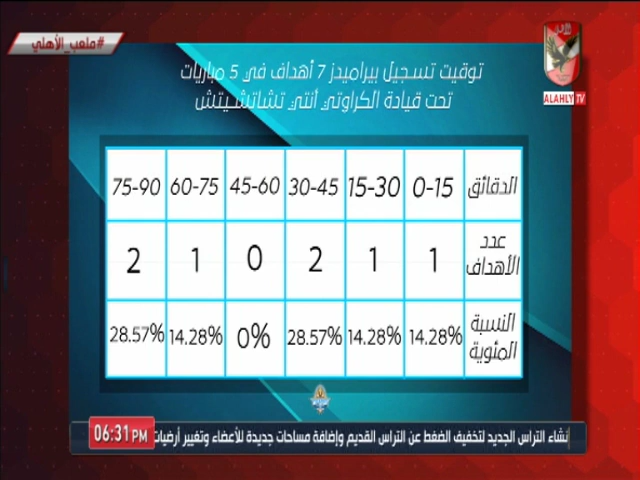 #ملعب_الأهلي
توقيت تسجيل بيراميدز 7 أهداف في 5 مباريات
تحت قيادة الكراوتي أنتي تشاتشيتش
ALAHLY TV
الدقائق 0-15 15-30 30-45 45-60 60-75 75-90
عدد الأهداف 1 1 2 0 1 2
النسبة المئوية 14.28% 14.28% 28.57% 0% 14.28% 28.57%
إنشاء التراس الجديد لتخفيف الضغط عن التراس القديم وإضافة مساحات جديدة للأعضاء وتغيير أرضيات
06:31 PM